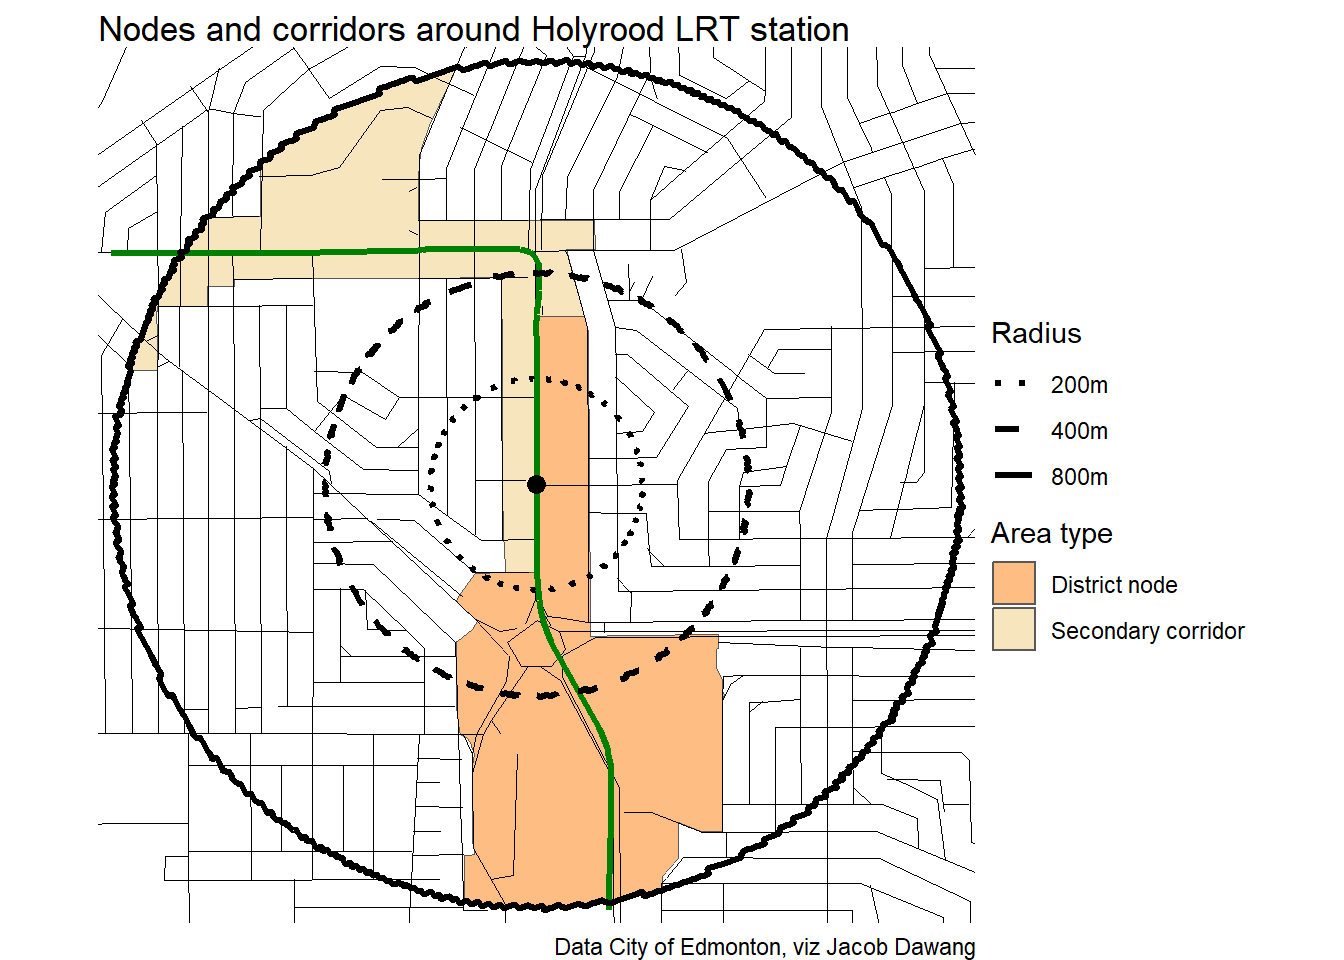 Nodes and corridors around Holyrood LRT station
Radius
200m
400m
800m
Area type
District node
Secondary corridor
Data City of Edmonton, viz Jacob Dawang